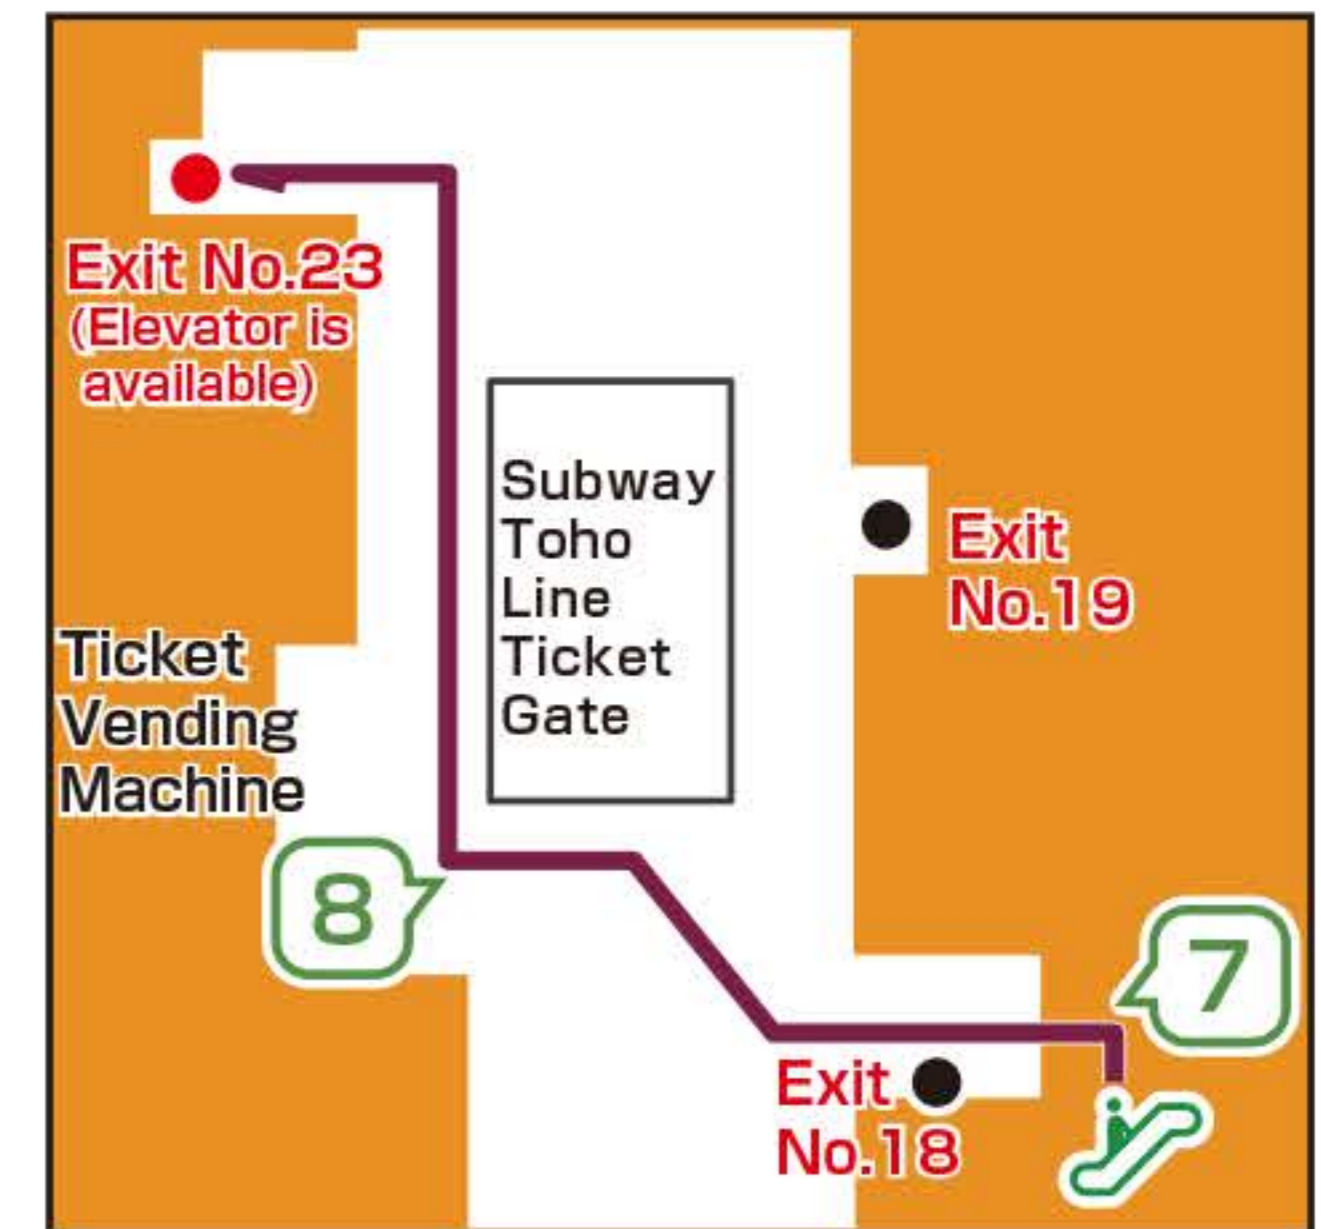 Exit No.23
(Elevator is
available)
Subway
Toho
Line
Ticket
Gate
Exit
No.19
Ticket
Vending
Machine
8
7
Exit
No.18